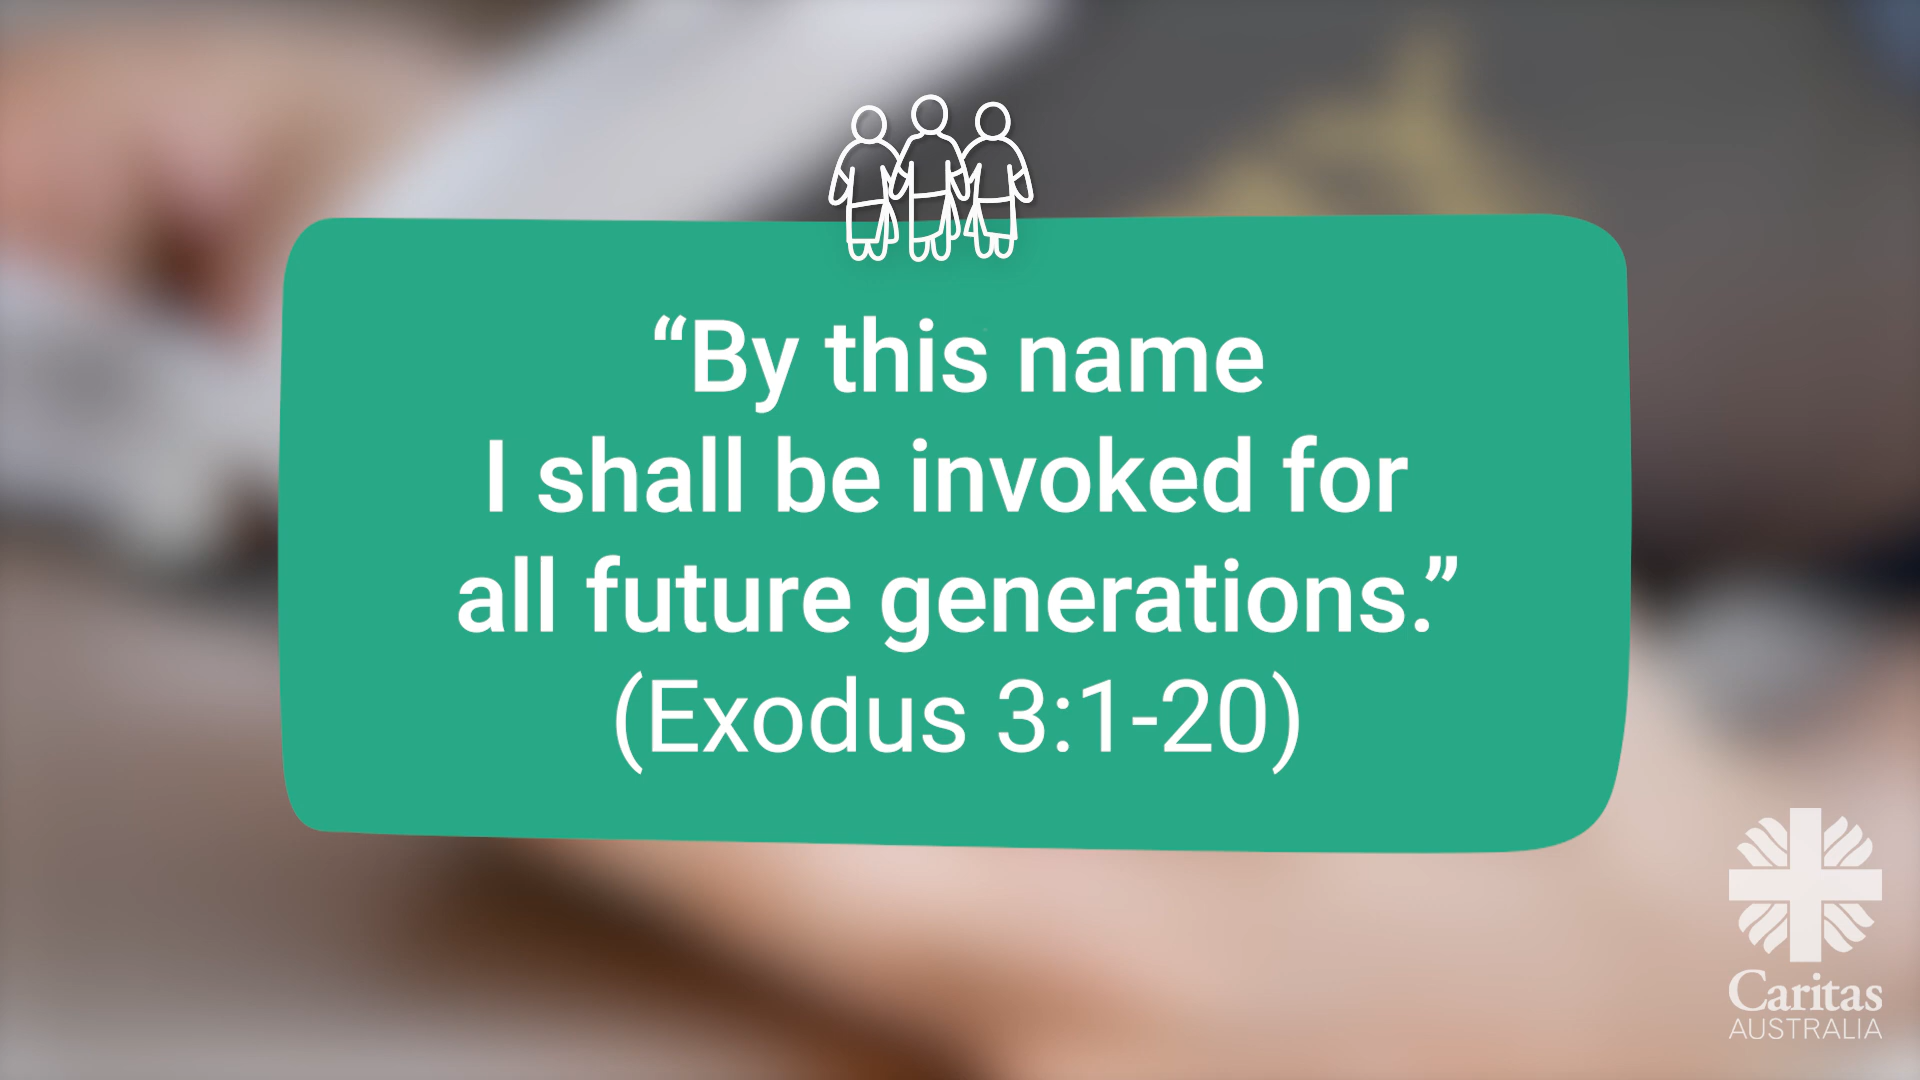 “By this name
I shall be invoked for
all future generations.”
(Exodus 3:1-20)
Caritas
AUSTRALIA